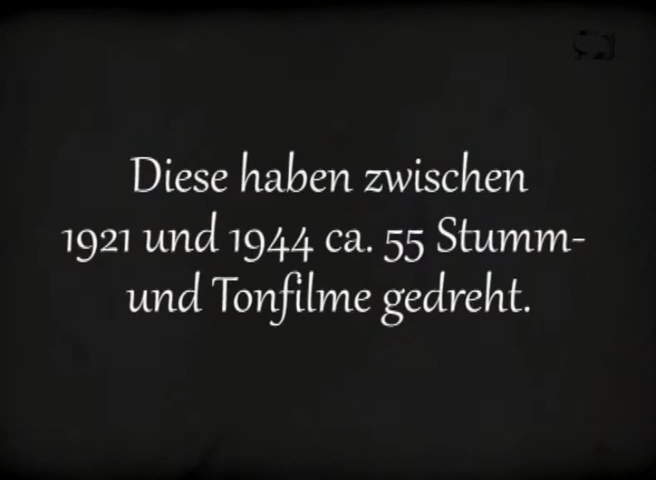 Diese haben zwischen
1921 und 1944 ca. 55 Stumm-
und Tonfilme gedreht.